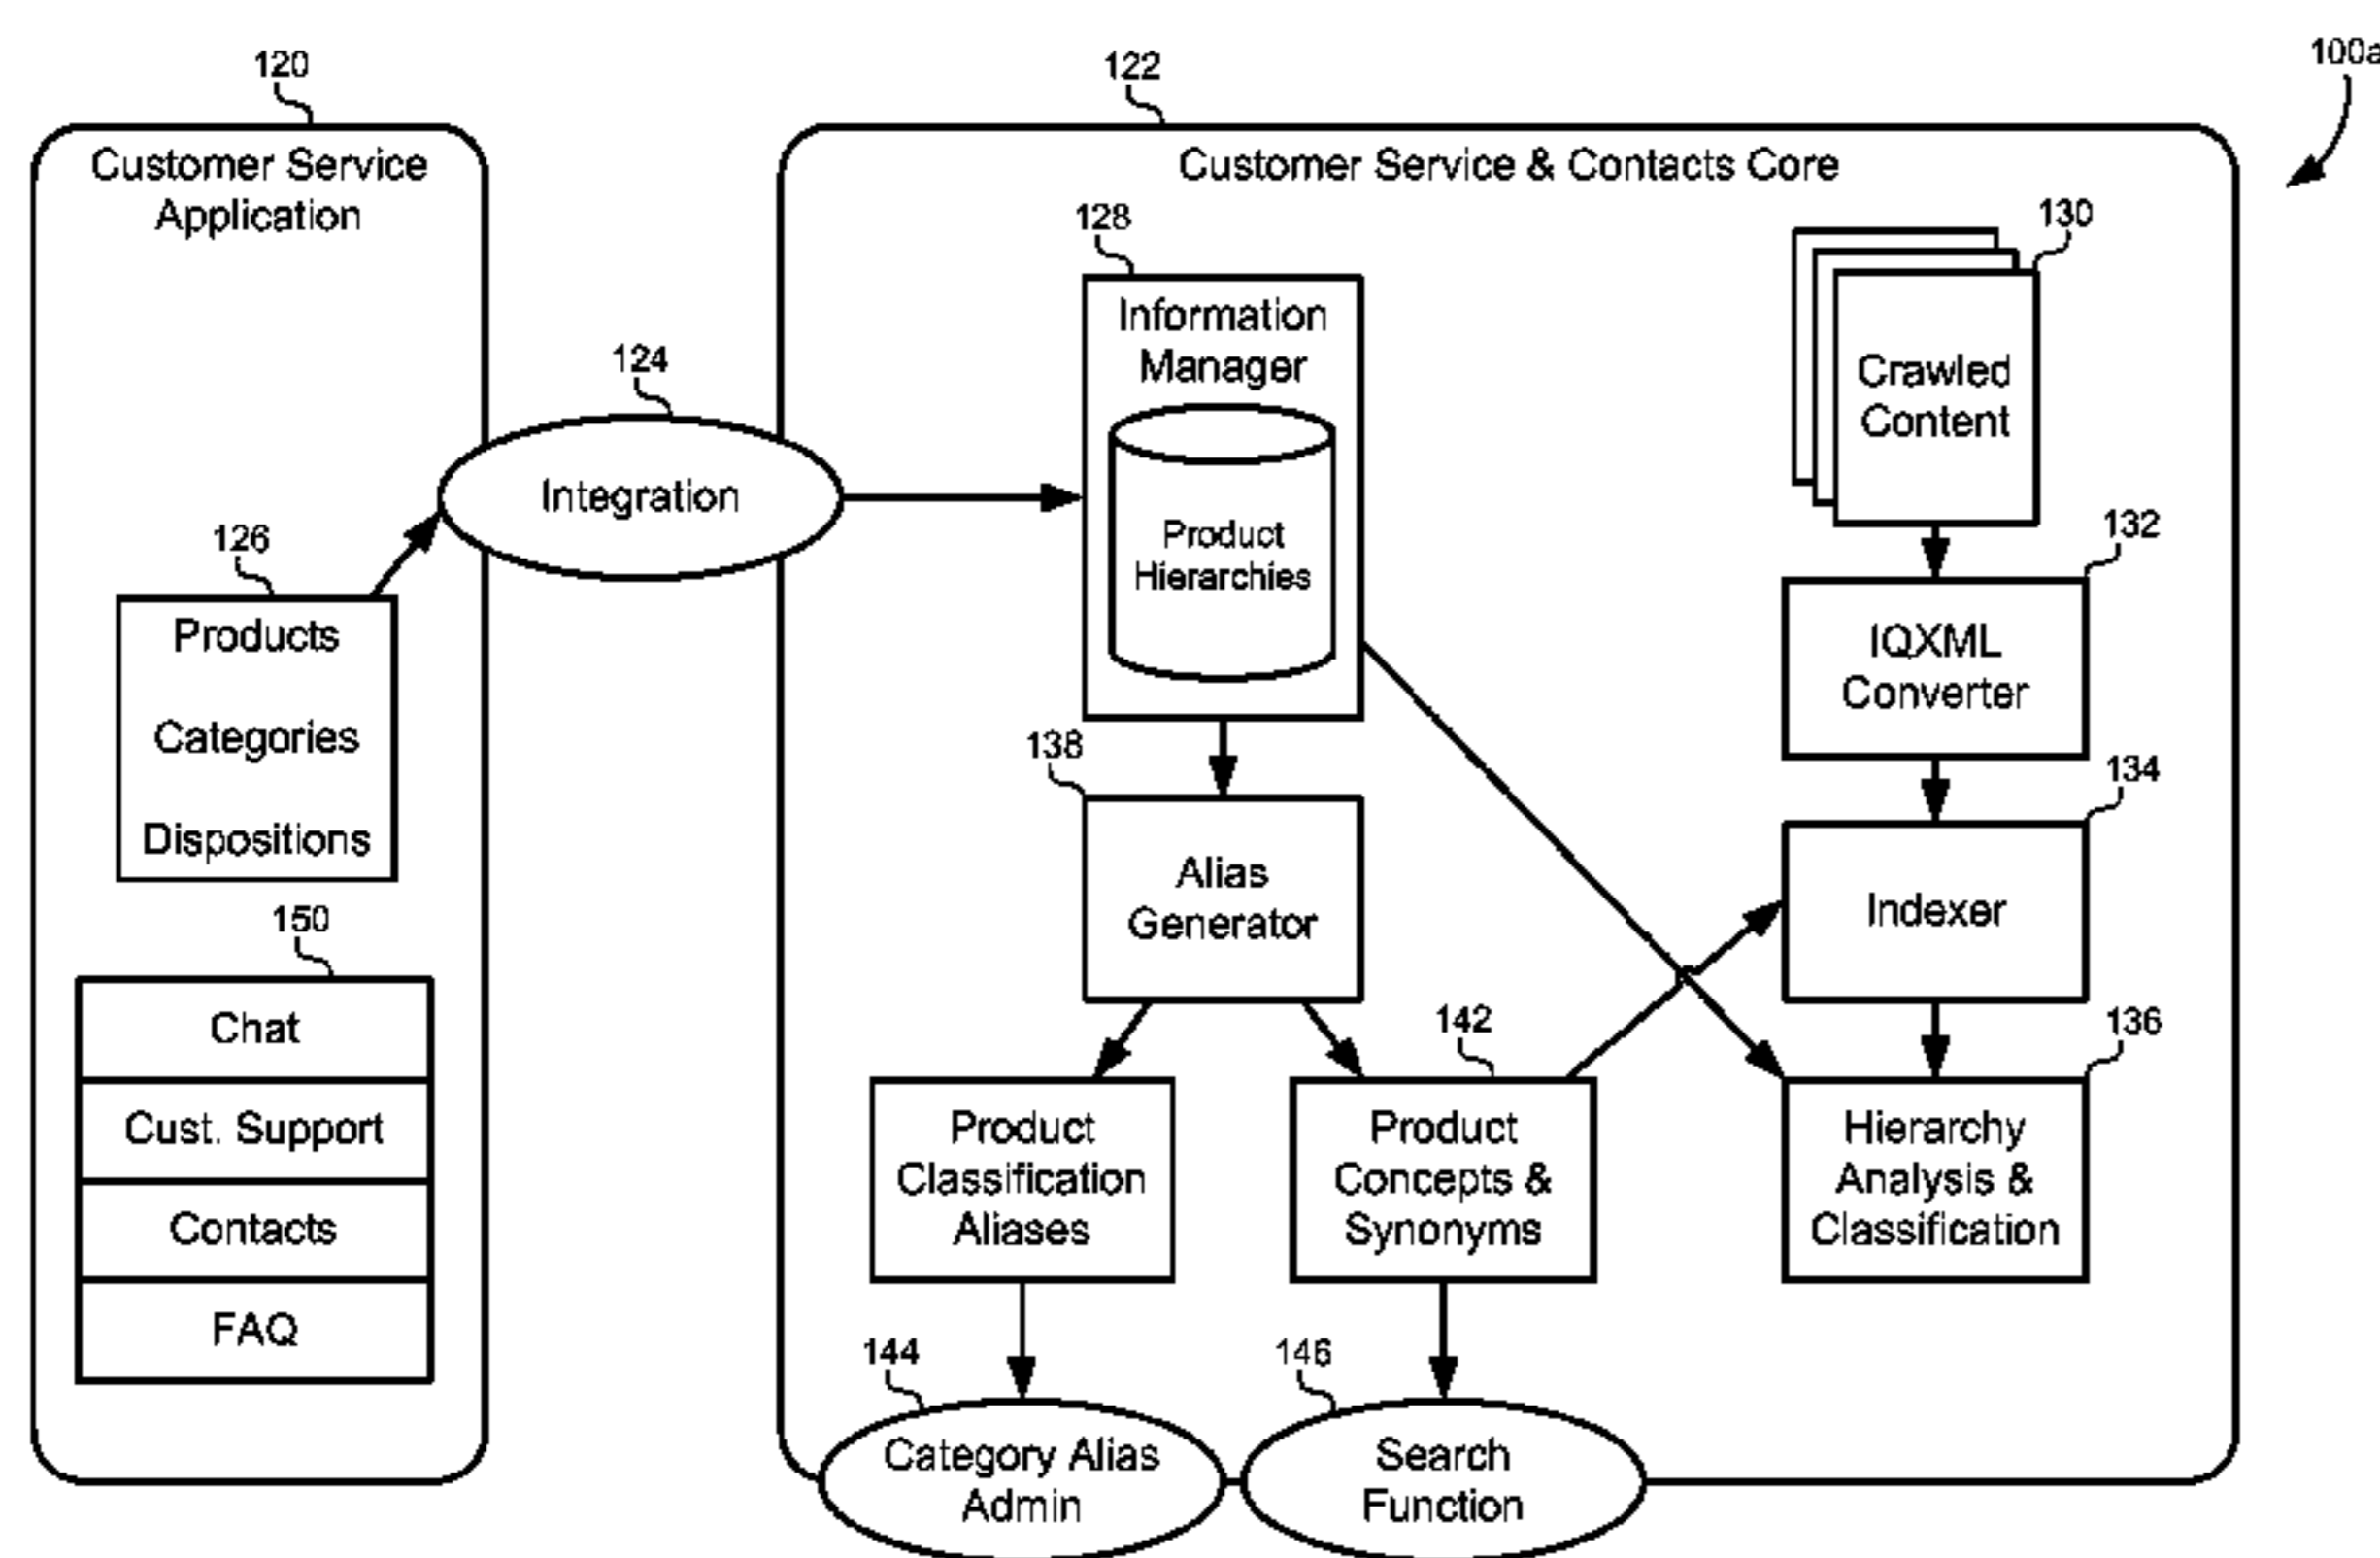 120
122
100a
Customer Service
Application
Customer Service & Contacts Core
128
130
Information
Manager
124
Crawled
Content
Integration
126
Product
Hierarchies
132
Products
Categories
Dispositions
IQXML
Converter
138
134
Alias
Generator
Indexer
150
Chat
Cust. Support
Contacts
FAQ
142
136
Product
Classification
Aliases
Product
Concepts &
Synonyms
Hierarchy
Analysis &
Classification
144
146
Category Alias
Admin
Search
Function